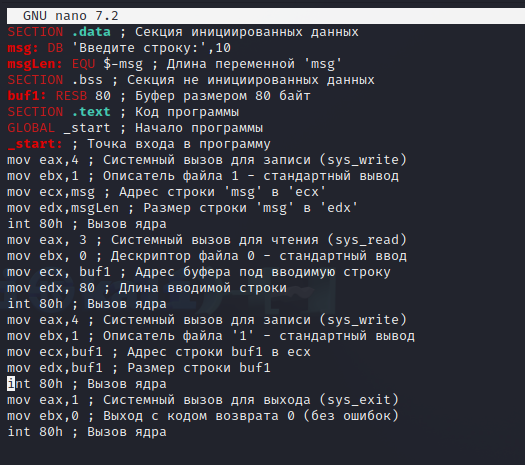 GNU nano 7.2
SECTION .data ; Секция инициированных данных
msg: DB 'Введите строку:',10
msgLen: EQU $-msg ; Длина переменной 'msg'
SECTION .bss ; Секция не инициированных данных
buf1: RESB 80 ; Буфер размером 80 байт
SECTION .text ; Код программы
GLOBAL _start ; Начало программы
_start: ; Точка входа в программу
mov eax,4 ; Системный вызов для записи (sys_write)
mov ebx,1 ; Описатель файла 1 - стандартный вывод
mov ecx,msg ; Адрес строки 'msg' в 'ecx'
mov edx,msgLen ; Размер строки 'msg' в 'edx'
int 80h ; Вызов ядра
mov eax, 3 ; Системный вызов для чтения (sys_read)
mov ebx, 0 ; Дескриптор файла 0 - стандартный ввод
mov ecx, buf1 ; Адрес буфера под вводимую строку
mov edx, 80 ; Длина вводимой строки
int 80h ; Вызов ядра
mov eax,4 ; Системный вызов для записи (sys_write)
mov ebx,1 ; Описатель файла '1' - стандартный вывод
mov ecx,buf1 ; Адрес строки buf1 в ecx
mov edx,buf1 ; Размер строки buf1
int 80h ; Вызов ядра
mov eax,1 ; Системный вызов для выхода (sys_exit)
mov ebx,0 ; Выход с кодом возврата 0 (без ошибок)
int 80h ; Вызов ядра